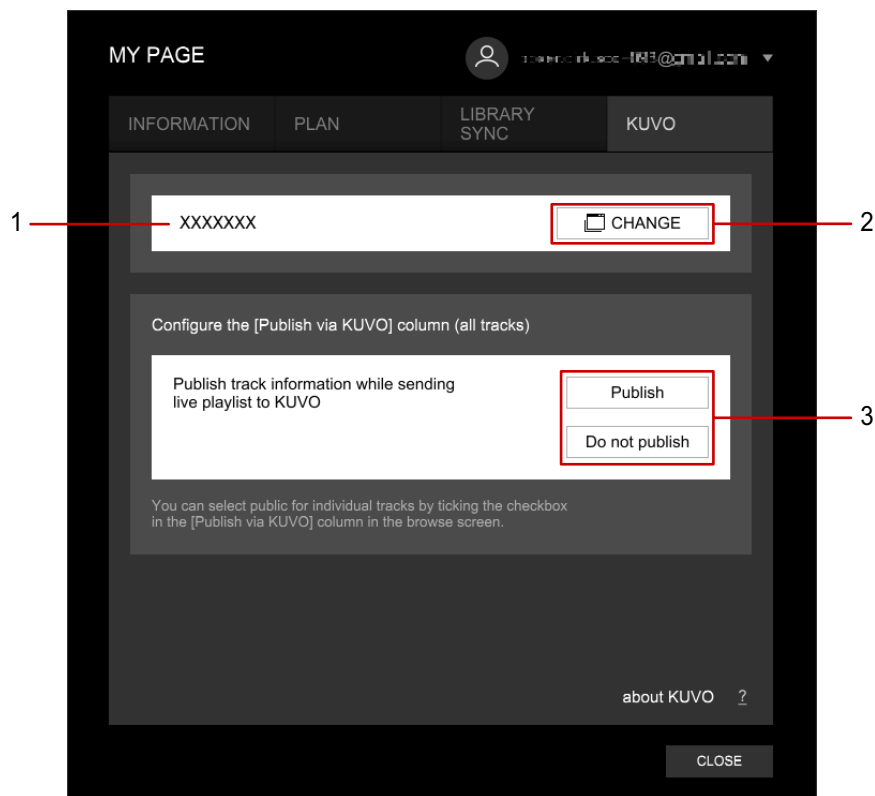 MY PAGE
INFORMATION
PLAN
LIBRARY
SYNC
KUVO
1
XXXXXXX
CHANGE
2
Configure the [Publish via KUVO] column (all tracks)
Publish track information while sending
live playlist to KUVO
Publish
Do not publish
3
You can select public for individual tracks by ticking the checkbox
in the [Publish via KUVO] column in the browse screen.
about KUVO ?
CLOSE